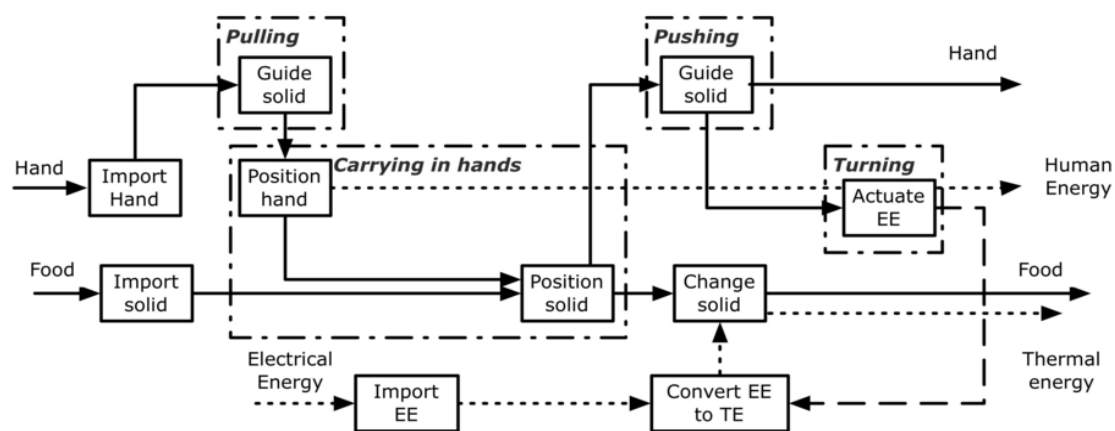 Pulling
Guide
solid
Pushing
Guide
solid
Hand
Hand
Import
Hand
Carrying in hands
Position
hand
Turning
Actuate
EE
Human
Energy
Food
Import
solid
Position
solid
Change
solid
Food
Electrical
Energy
Import
EE
Convert EE
to TE
Thermal
energy